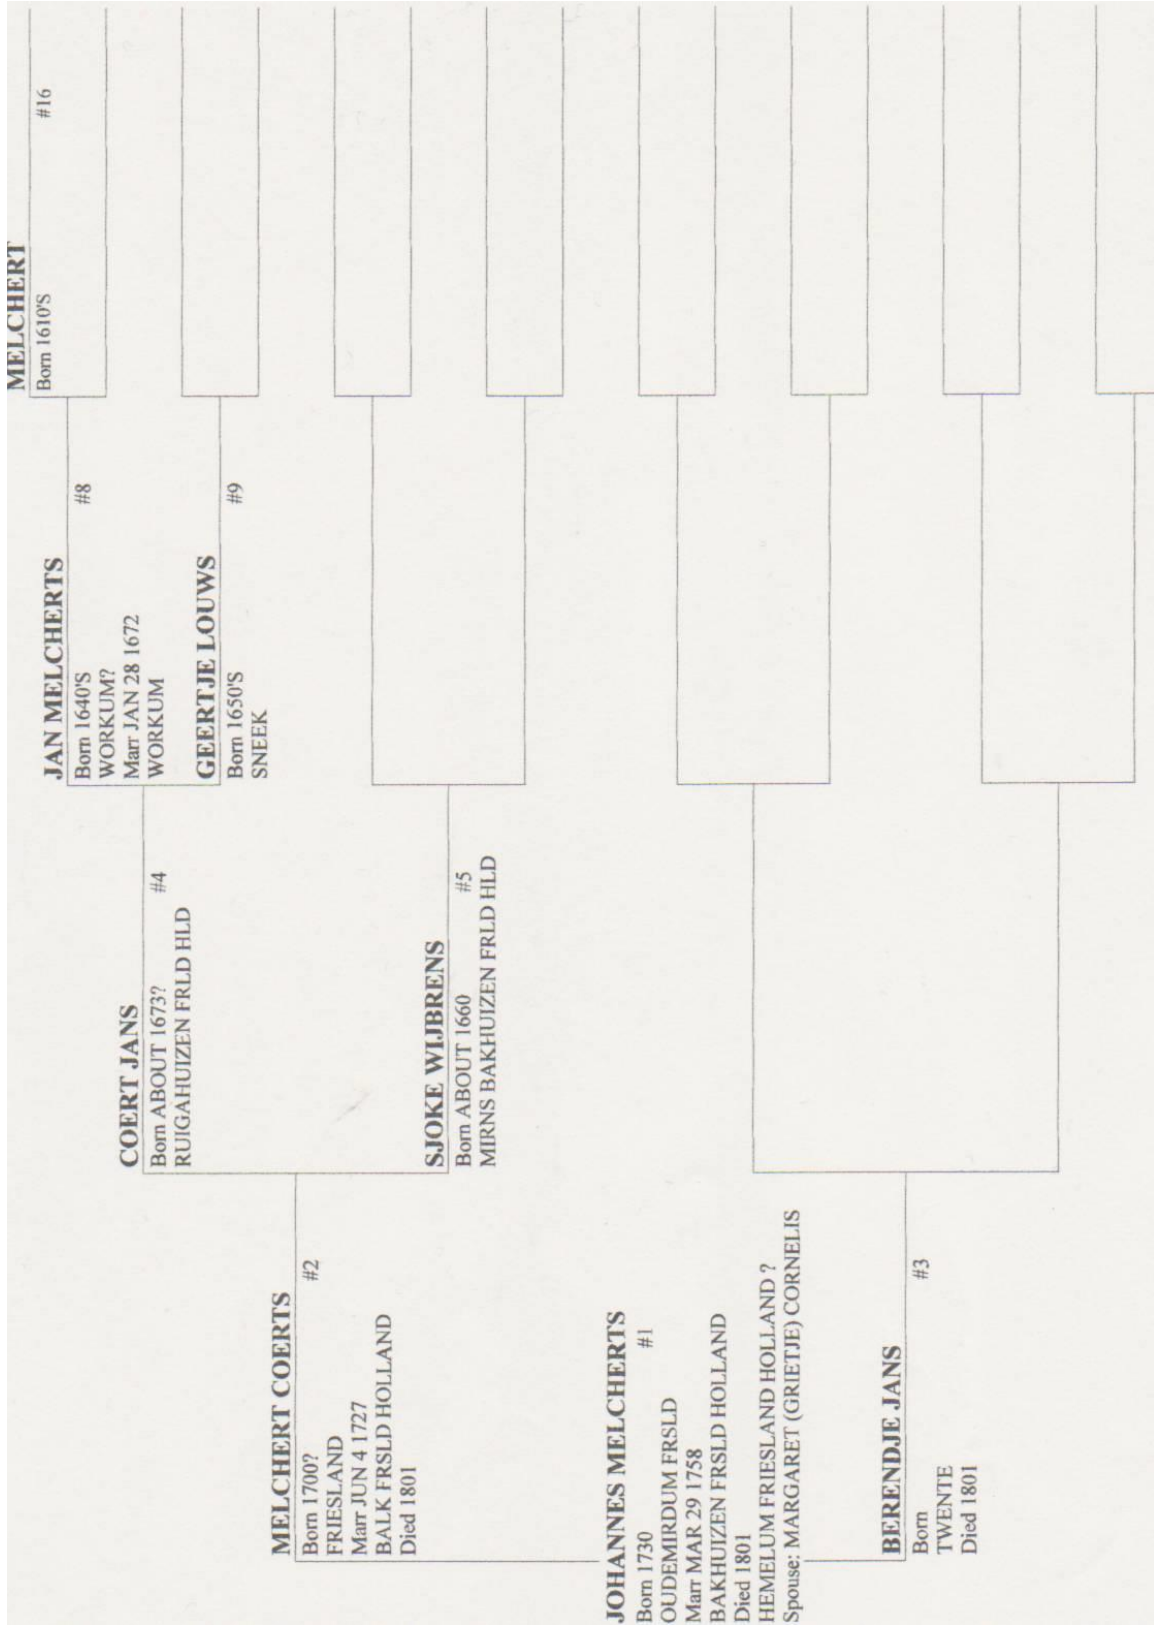 MELCHERT
Born 1610'S
#16
JAN MELCHERTS
Born 1640'S
#8
WORKUM?
Marr JAN 28 1672
WORKUM
GEERTJE LOUWS
Born 1650'S
#9
SNEEK
COERT JANS
Born ABOUT 1673?
#4
RUIGAHUIZEN FRLD HLD
SJOKE WIJBRENS
Born ABOUT 1660
#5
MIRNS BAKHUIZEN FRLD HLD
MELCHERT COERTS
Born 1700?
#2
FRIESLAND
Marr JUN 4 1727
BALK FRSLD HOLLAND
Died 1801
JOHANNES MELCHERTS
Born 1730
#1
OUDEMIRDUM FRSLD
Marr MAR 29 1758
BAKHUIZEN FRSLD HOLLAND
Died 1801
HEMELUM FRIESLAND HOLLAND ?
Spouse: MARGARET (GRIETJE) CORNELIS
BERENDJE JANS
Born
#3
TWENTE
Died 1801